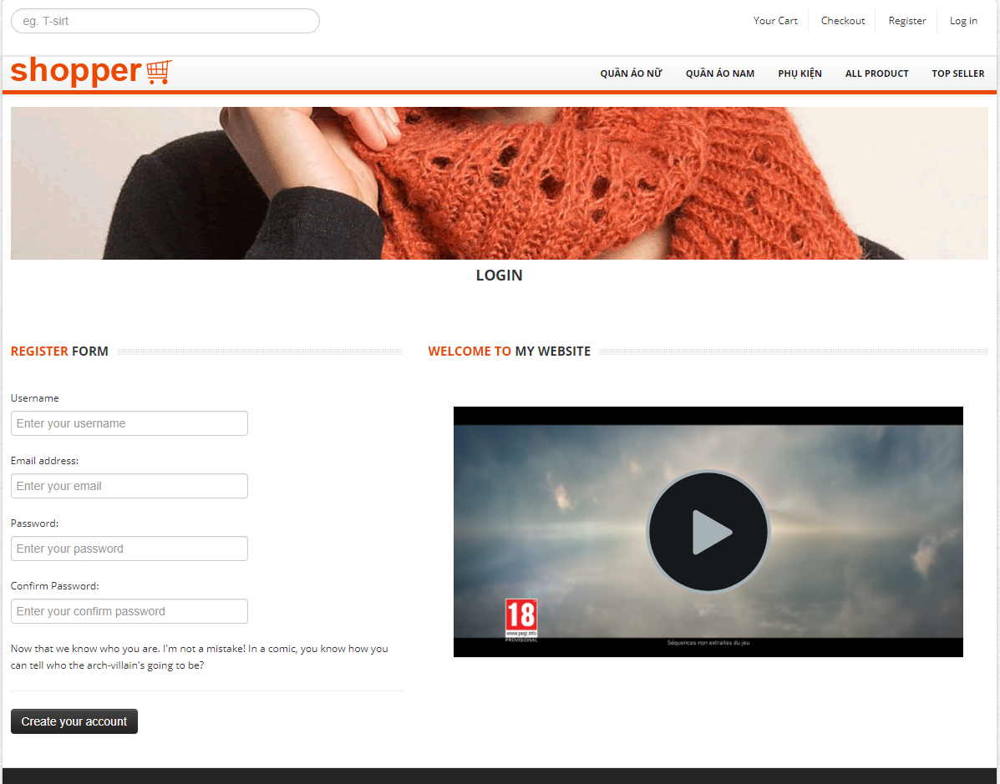 eg. T-sirt
Your Cart
Checkout
Register
Log in
shopper
QUẦN ÁO NỮ
QUẦN ÁO NAM
PHỤ KIỆN
ALL PRODUCT
TOP SELLER
LOGIN
REGISTER FORM
Username
Enter your username
Email address:
Enter your email
Password:
Enter your password
Confirm Password:
Enter your confirm password
Now that we know who you are. I'm not a mistake! In a comic, you know how you
can tell who the arch-villain's going to be?
Create your account
WELCOME TO MY WEBSITE
18
www.pegi.info
PROVISIONAL
Séquences non extraites du jeu